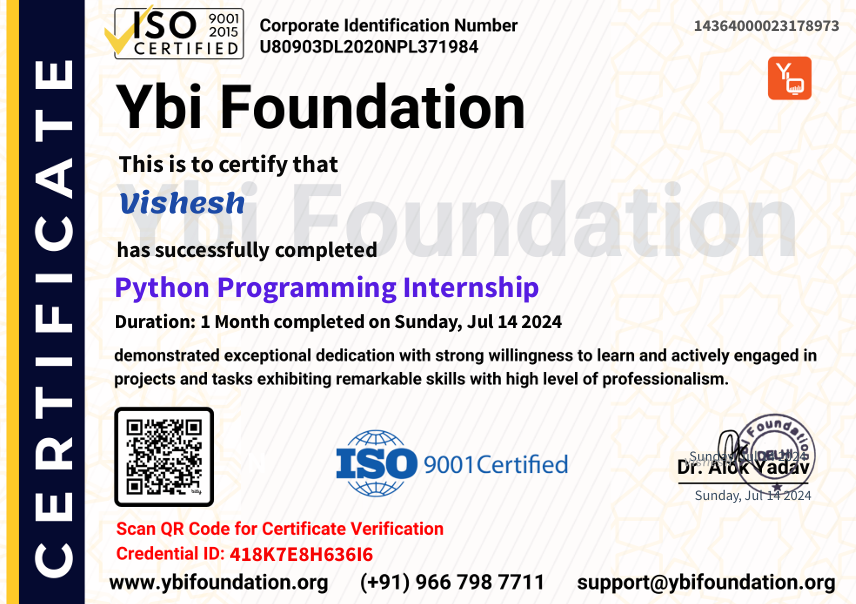 CERTIFICATE
ISO 9001
2015
CERTIFIED
Corporate Identification Number
U80903DL2020NPL371984
14364000023178973
Ybi Foundation
This is to certify that
Ybi Foundation
Vishesh
has successfully completed
Python Programming Internship
Duration: 1 Month completed on Sunday, Jul 14 2024
demonstrated exceptional dedication with strong willingness to learn and actively engaged in
projects and tasks exhibiting remarkable skills with high level of professionalism.
ISO 9001Certified
Foundation
DELHI
Sunday, Jul 14 2024
Dr. Alok Yadav
Sunday, Jul 14 2024
Scan QR Code for Certificate Verification
Credential ID: 418K7E8H636I6
www.ybifoundation.org (+91) 966 798 7711 support@ybifoundation.org